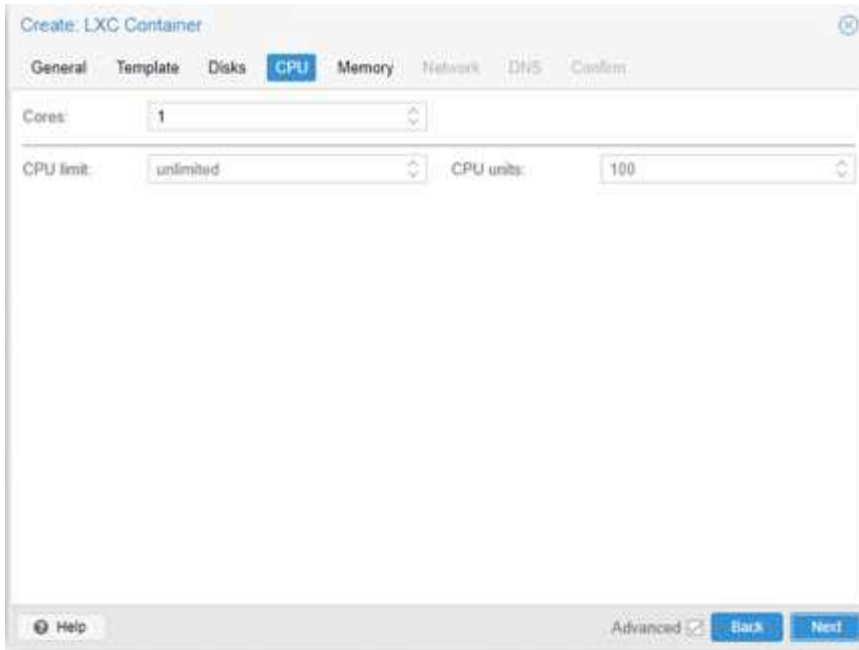 Create: LXC Container
General Template Disks CPU Memory Network DNS Confirm
Cores: 1
CPU limit: unlimited CPU units: 100
Help Advanced Back Next